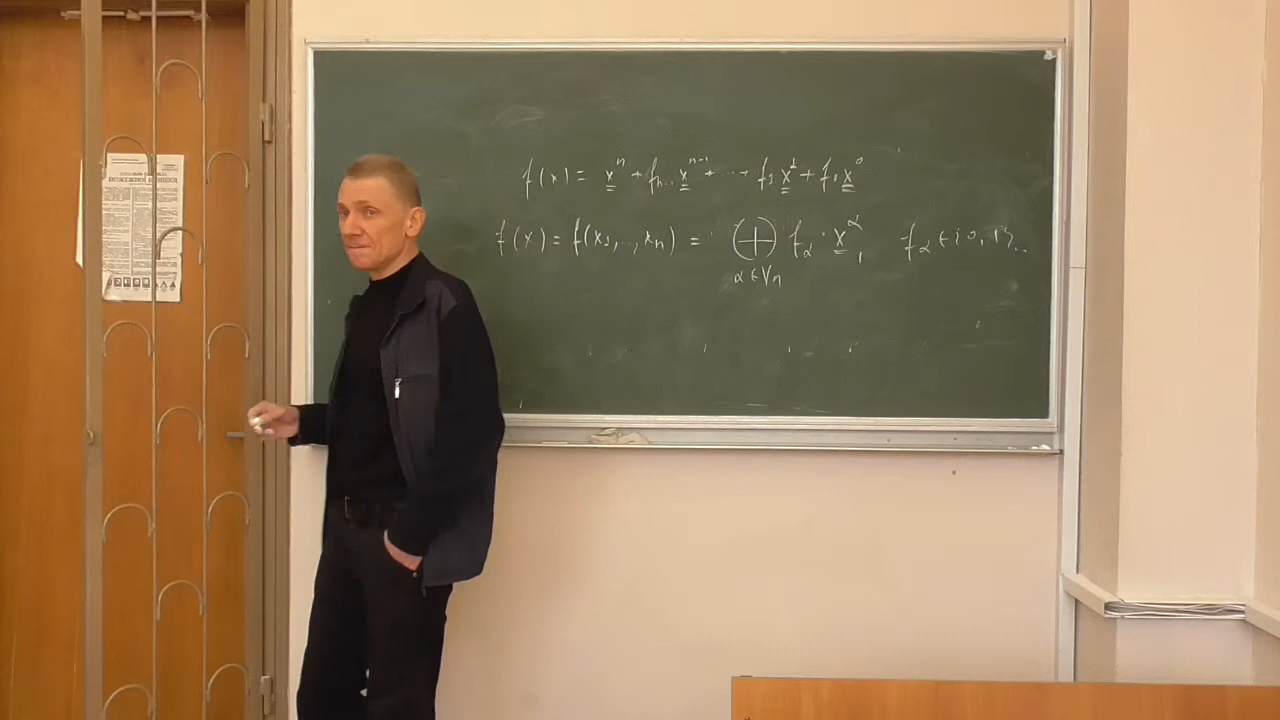 f(x) = x^n + f_{n-1} x^{n-1} + ... + f_1 x^1 + f_0 x^0
f(x) = f(x_1, ..., x_n) = ⊕_{α ∈ V_n} f_α · x^α, f_α ∈ {0, 1}...